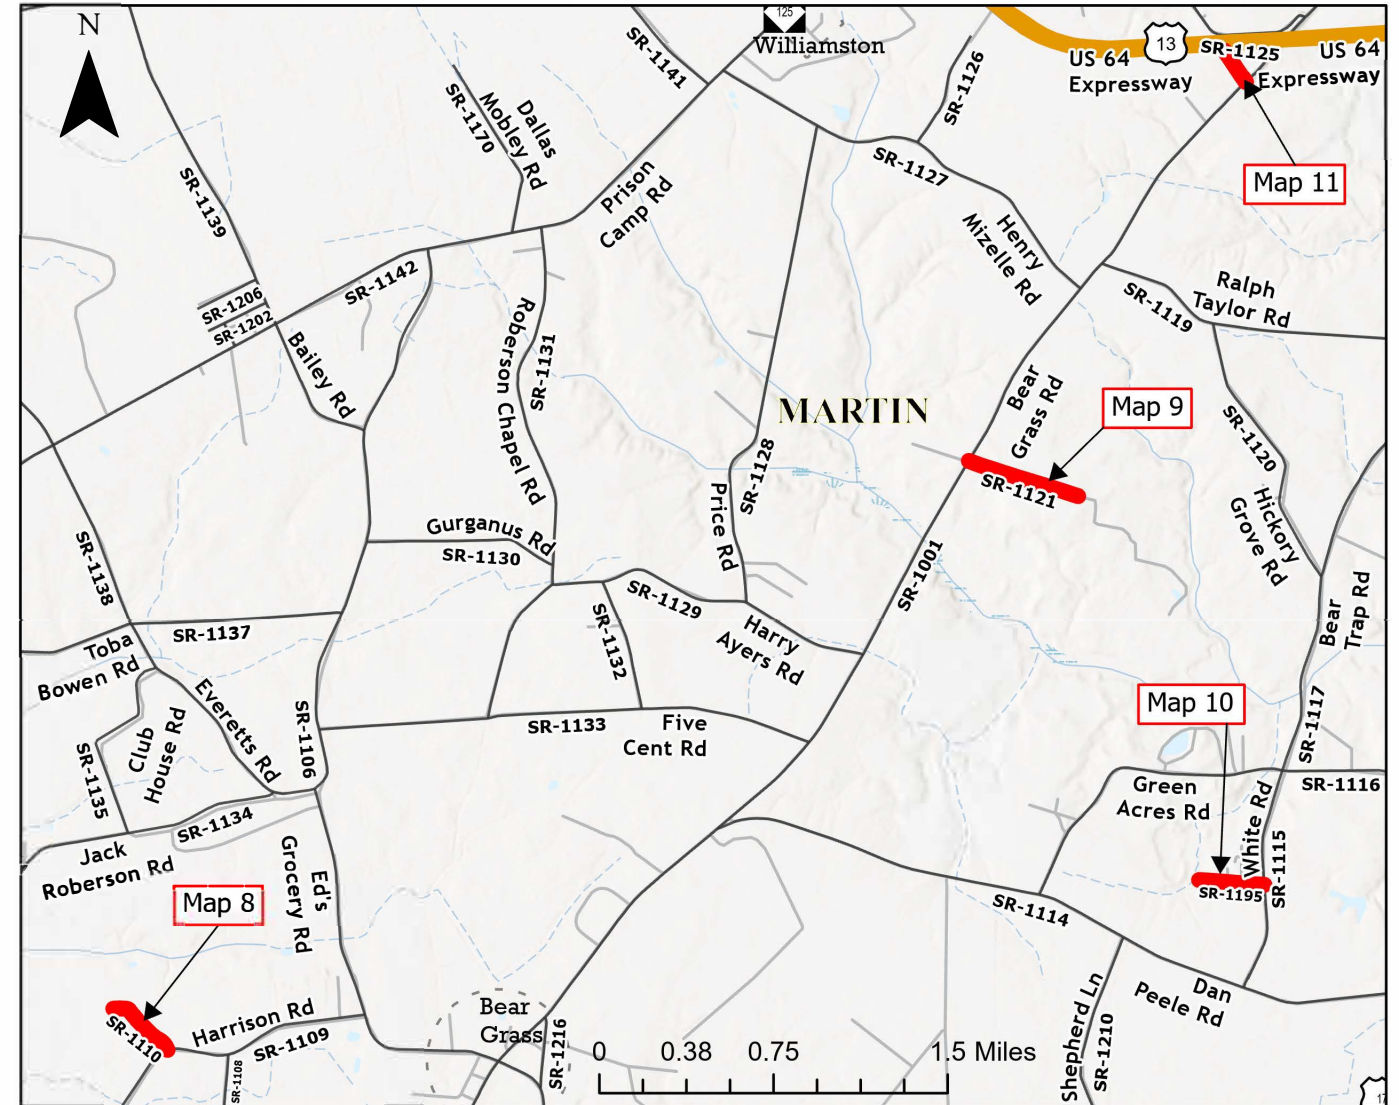 N
125
Williamston
13
SR-1125
US 64
Expressway
US 64
Expressway
SR-1141
SR-1126
SR-1170
Dallas
Mobley Rd
SR-1139
Prison
Camp Rd
SR-1127
Map 11
Henry
Mizelle Rd
SR-1142
SR-1206
SR-1202
Ralph
Taylor Rd
SR-1119
Bailey Rd
Roberson Chapel Rd
SR-1131
Bear
Grass Rd
Map 9
MARTIN
SR-1120
SR-1128
SR-1121
Price Rd
Hickory
Grove Rd
Gurganus Rd
SR-1130
SR-1138
SR-1001
SR-1129
SR-1132
SR-1137
Harry
Ayers Rd
Bear
Trap Rd
Toba
Bowen Rd
Everetts Rd
Club
House Rd
SR-1106
SR-1133
Five
Cent Rd
Map 10
SR-1117
SR-1135
Green
Acres Rd
SR-1116
White Rd
SR-1134
Jack
Roberson Rd
Ed's
Grocery Rd
SR-1115
SR-1195
Map 8
SR-1114
Dan
Peele Rd
Shepherd Ln
SR-1210
SR-1110
Harrison Rd
SR-1109
SR-1108
Bear
Grass
SR-1216
0 0.38 0.75 1.5 Miles
17